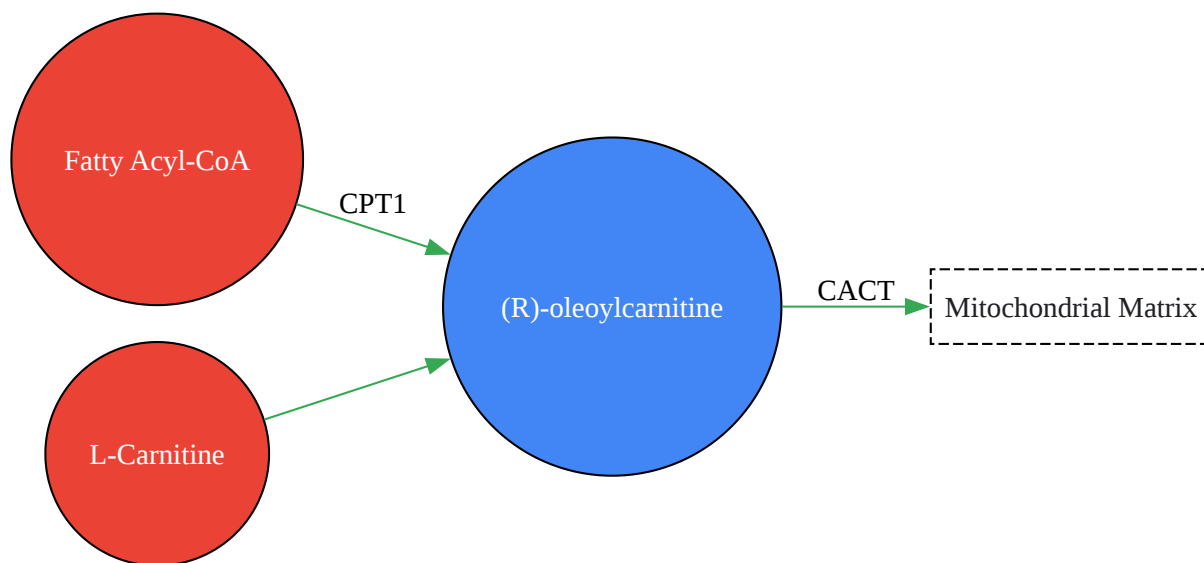 Fatty Acyl-CoA
CPT1
L-Carnitine
(R)-oleoylcarnitine
CACT
Mitochondrial Matrix